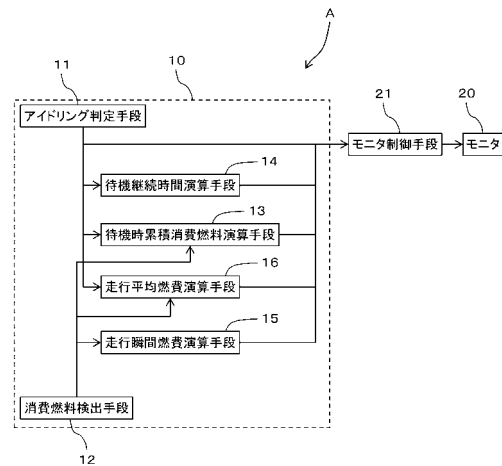 A
11
10
アイドリング判定手段
21
20
モニタ制御手段
モニタ
14
待機継続時間演算手段
13
待機時累積消費燃料演算手段
16
走行平均燃費演算手段
15
走行瞬間燃費演算手段
消費燃料検出手段
12